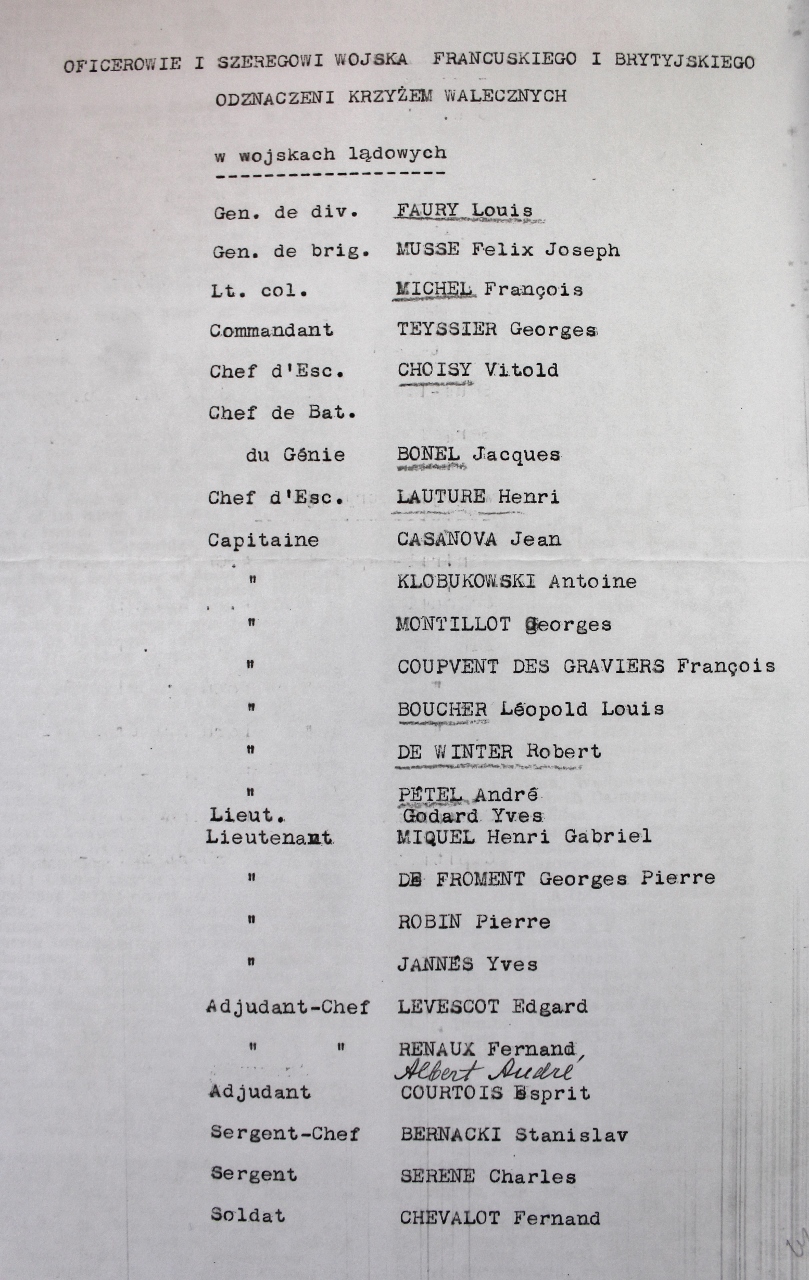 OFICEROWIE I SZEREGOWI WOJSKA FRANCUSKIEGO I BRYTYJSKIEGO
ODZNACZENI KRZYŻEM WALECZNYCH
w wojskach lądowych
-------------------
Gen. de div. FAURY Louis
Gen. de brig. MUSSE Felix Joseph
Lt. col. MICHEL François
Commandant TEYSSIER Georges
Chef d'Esc. CHOISY Vitold
Chef de Bat.
du Génie BONEL Jacques
Chef d'Esc. LAUTURE Henri
Capitaine CASANOVA Jean
" KLOBUKOWSKI Antoine
" MONTILLOT Georges
" COUPVENT DES GRAVIERS François
" BOUCHER Léopold Louis
" DE WINTER Robert
" PETEL André
Lieut. Godard Yves
Lieutenant MIQUEL Henri Gabriel
" DE FROMENT Georges Pierre
" ROBIN Pierre
" JANNÈS Yves
Adjudant-Chef LEVESCOT Edgard
" " RENAUX Fernand,
Albert André
Adjudant COURTOIS Esprit
Sergent-Chef BERNACKI Stanislav
Sergent SERENE Charles
Soldat CHEVALOT Fernand